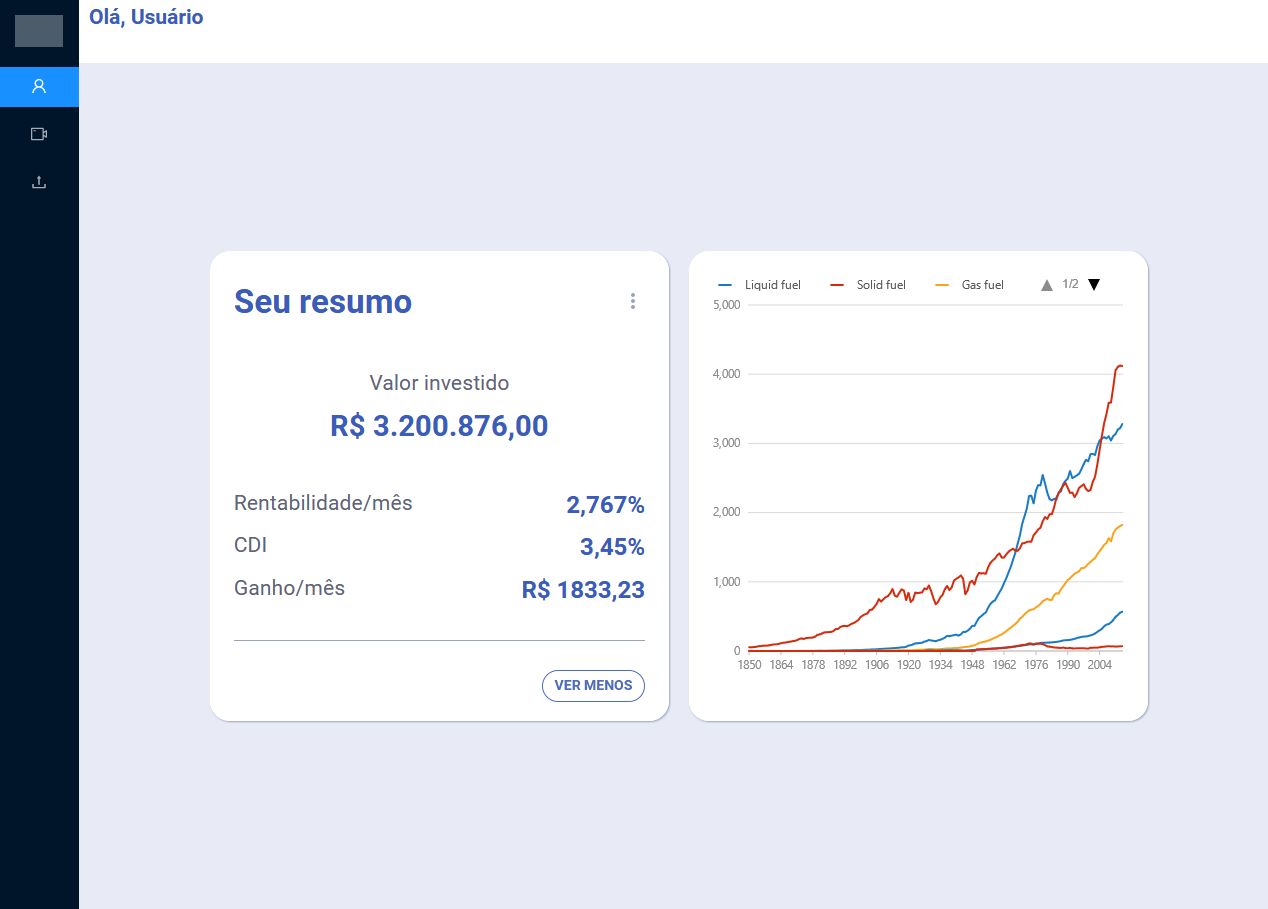 Olá, Usuário
Seu resumo
Valor investido
R$ 3.200.876,00
Rentabilidade/mês 2,767%
CDI 3,45%
Ganho/mês R$ 1833,23
VER MENOS
Liquid fuel Solid fuel Gas fuel 1/2
5,000
4,000
3,000
2,000
1,000
0
1850 1864 1878 1892 1906 1920 1934 1948 1962 1976 1990 2004